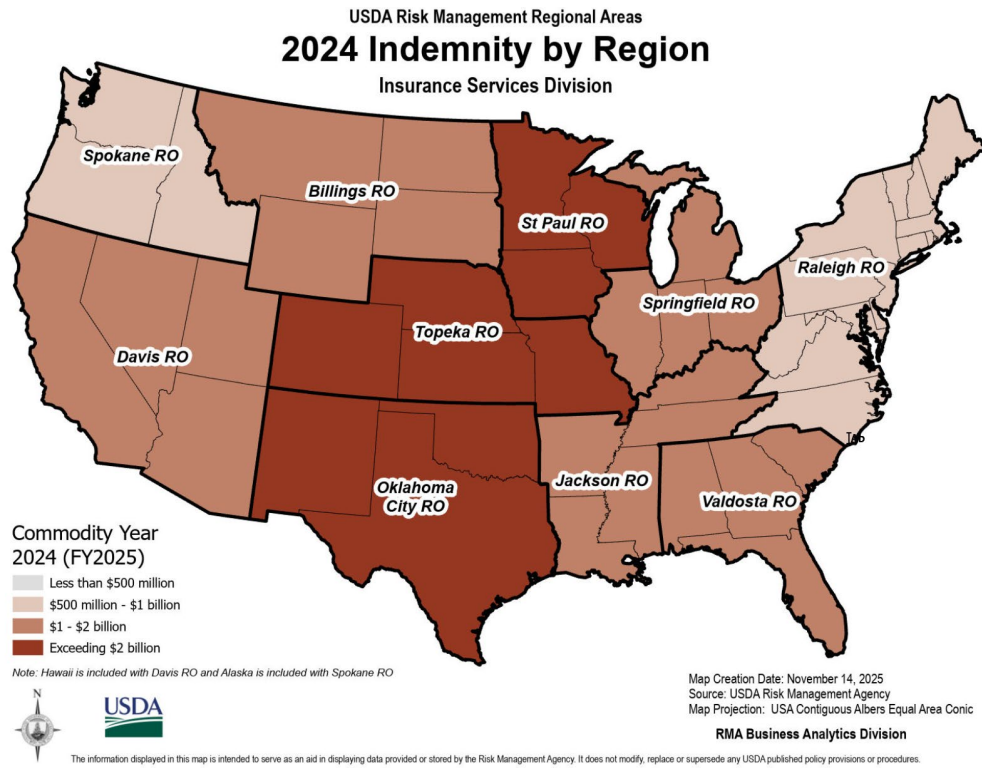 USDA Risk Management Regional Areas
2024 Indemnity by Region
Insurance Services Division
Spokane RO
Billings RO
St Paul RO
Raleigh RO
Springfield RO
Topeka RO
Davis RO
Jackson RO
Oklahoma
City RO
Valdosta RO
Commodity Year
2024 (FY2025)
Less than $500 million
$500 million - $1 billion
$1 - $2 billion
Exceeding $2 billion
Note: Hawaii is included with Davis RO and Alaska is included with Spokane RO
N
USDA
Map Creation Date: November 14, 2025
Source: USDA Risk Management Agency
Map Projection: USA Contiguous Albers Equal Area Conic
RMA Business Analytics Division
The information displayed in this map is intended to serve as an aid in displaying data provided or stored by the Risk Management Agency. It does not modify, replace or supersede any USDA published policy provisions or procedures.